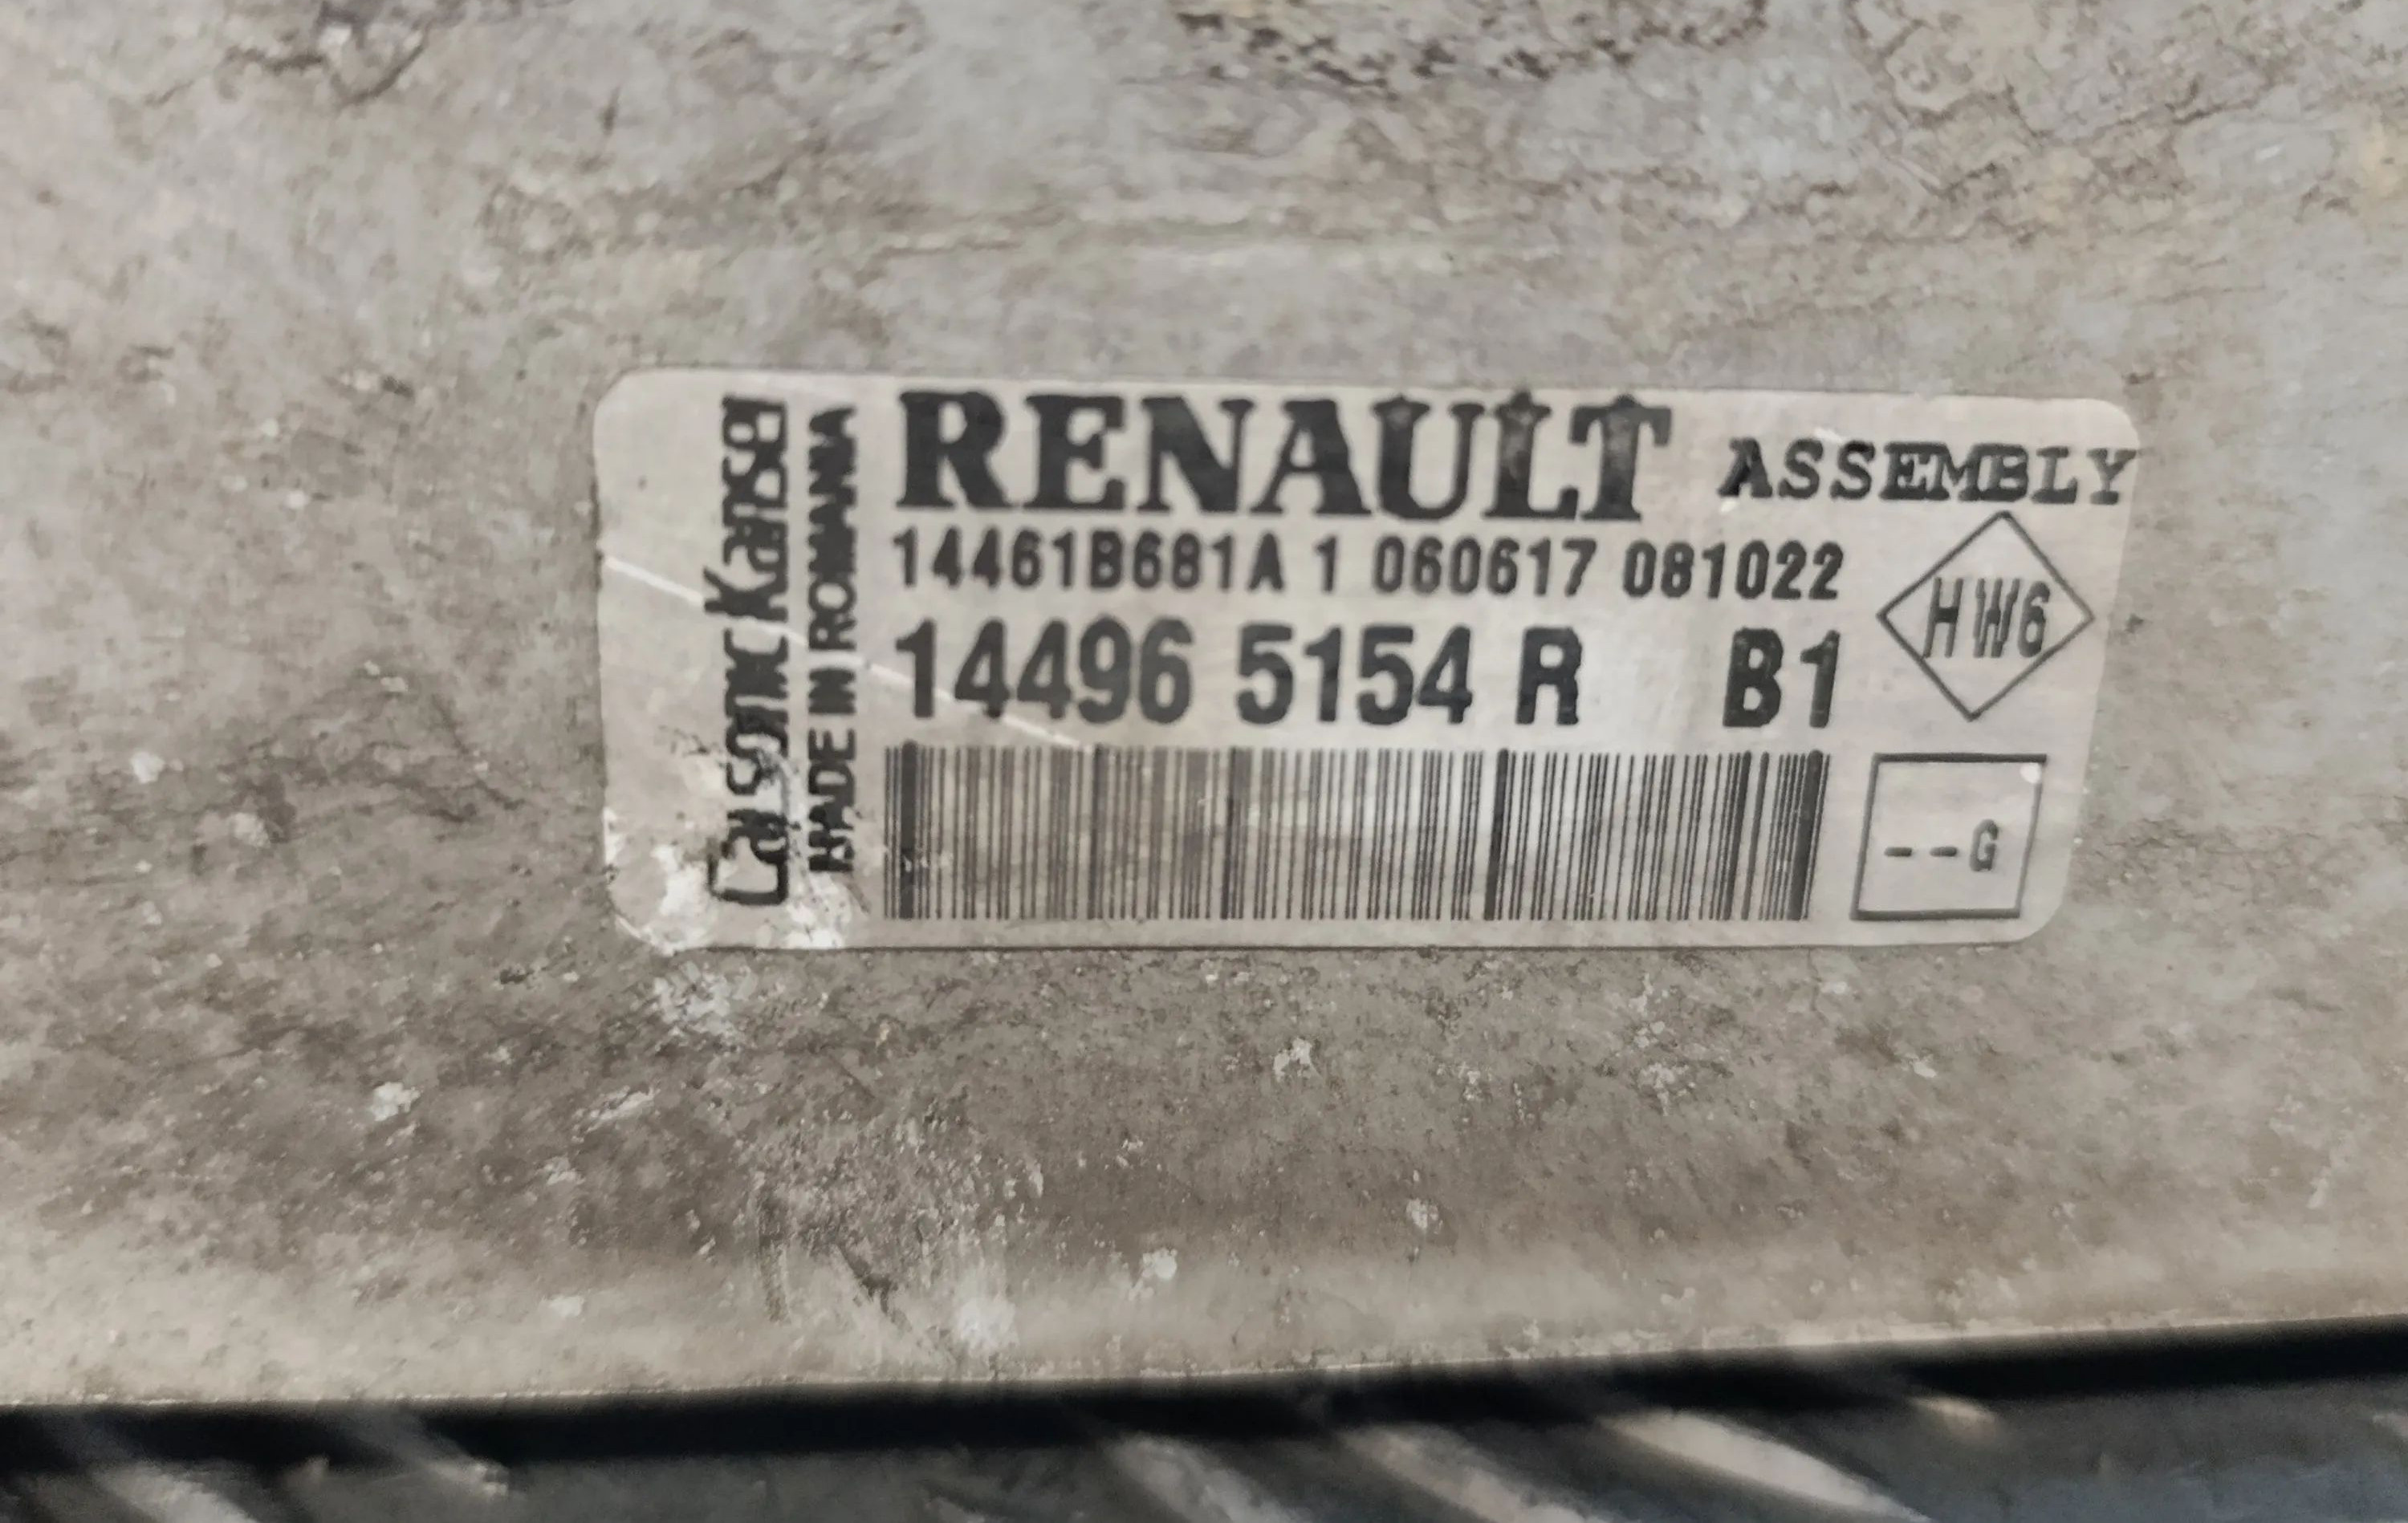 Calsonic Kansei
MADE IN ROMANIA
RENAULT ASSEMBLY
14461B681A 1 060617 081022
14496 5154 R B1
HW6
--G